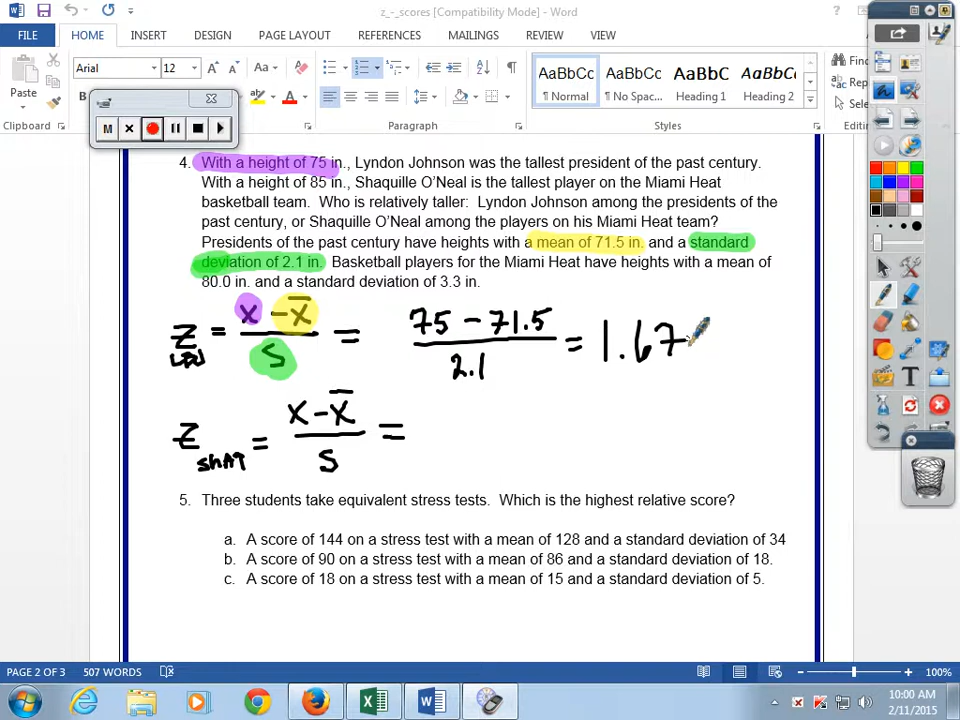 z_-_scores [Compatibility Mode] - Word
FILE HOME INSERT DESIGN PAGE LAYOUT REFERENCES MAILINGS REVIEW VIEW
Arial 12 Aa
Find
AaBbCc AaBbCc AaBbCc AaBbCc
Rep
Paste
B
M
¶ Normal ¶ No Spac... Heading 1 Heading 2
Sele
Clipboard Paragraph Styles
4. With a height of 75 in., Lyndon Johnson was the tallest president of the past century.
With a height of 85 in., Shaquille O’Neal is the tallest player on the Miami Heat
basketball team. Who is relatively taller: Lyndon Johnson among the presidents of the
past century, or Shaquille O’Neal among the players on his Miami Heat team?
Presidents of the past century have heights with a mean of 71.5 in. and a standard
deviation of 2.1 in. Basketball players for the Miami Heat have heights with a mean of
80.0 in. and a standard deviation of 3.3 in.
x - x̄ 75 - 71.5
Z = = = 1.67
S 2.1
x - x̄
Z SHAT = =
S
5. Three students take equivalent stress tests. Which is the highest relative score?
a. A score of 144 on a stress test with a mean of 128 and a standard deviation of 34
b. A score of 90 on a stress test with a mean of 86 and a standard deviation of 18.
c. A score of 18 on a stress test with a mean of 15 and a standard deviation of 5.
PAGE 2 OF 3 507 WORDS 100%
10:00 AM
2/11/2015